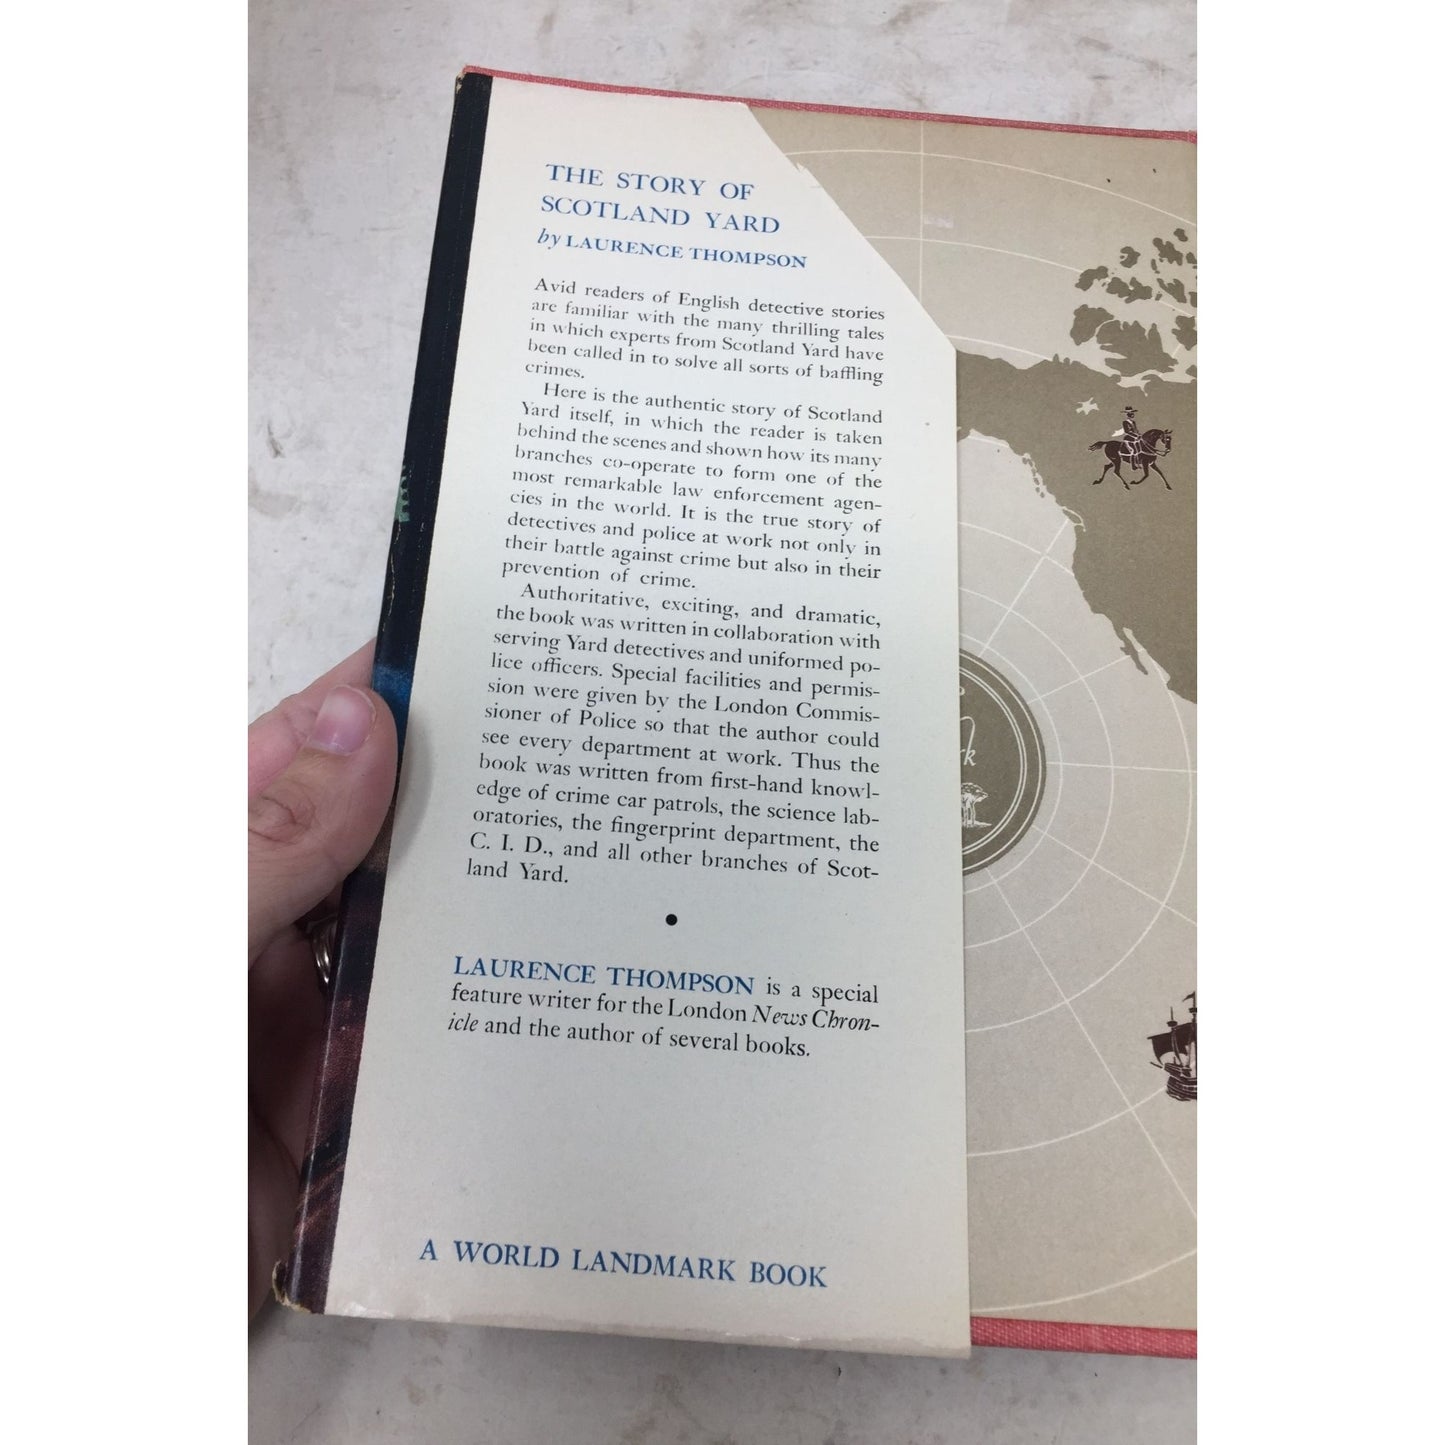 THE STORY OF
SCOTLAND YARD
by LAURENCE THOMPSON
Avid readers of English detective stories
are familiar with the many thrilling tales
in which experts from Scotland Yard have
been called in to solve all sorts of baffling
crimes.
Here is the authentic story of Scotland
Yard itself, in which the reader is taken
behind the scenes and shown how its many
branches co-operate to form one of the
most remarkable law enforcement agen-
cies in the world. It is the true story of
detectives and police at work not only in
their battle against crime but also in their
prevention of crime.
Authoritative, exciting, and dramatic,
the book was written in collaboration with
serving Yard detectives and uniformed po-
lice officers. Special facilities and permis-
sion were given by the London Commis-
sioner of Police so that the author could
see every department at work. Thus the
book was written from first-hand knowl-
edge of crime car patrols, the science lab-
oratories, the fingerprint department, the
C. I. D., and all other branches of Scot-
land Yard.
LAURENCE THOMPSON is a special
feature writer for the London News Chron-
icle and the author of several books.
A WORLD LANDMARK BOOK